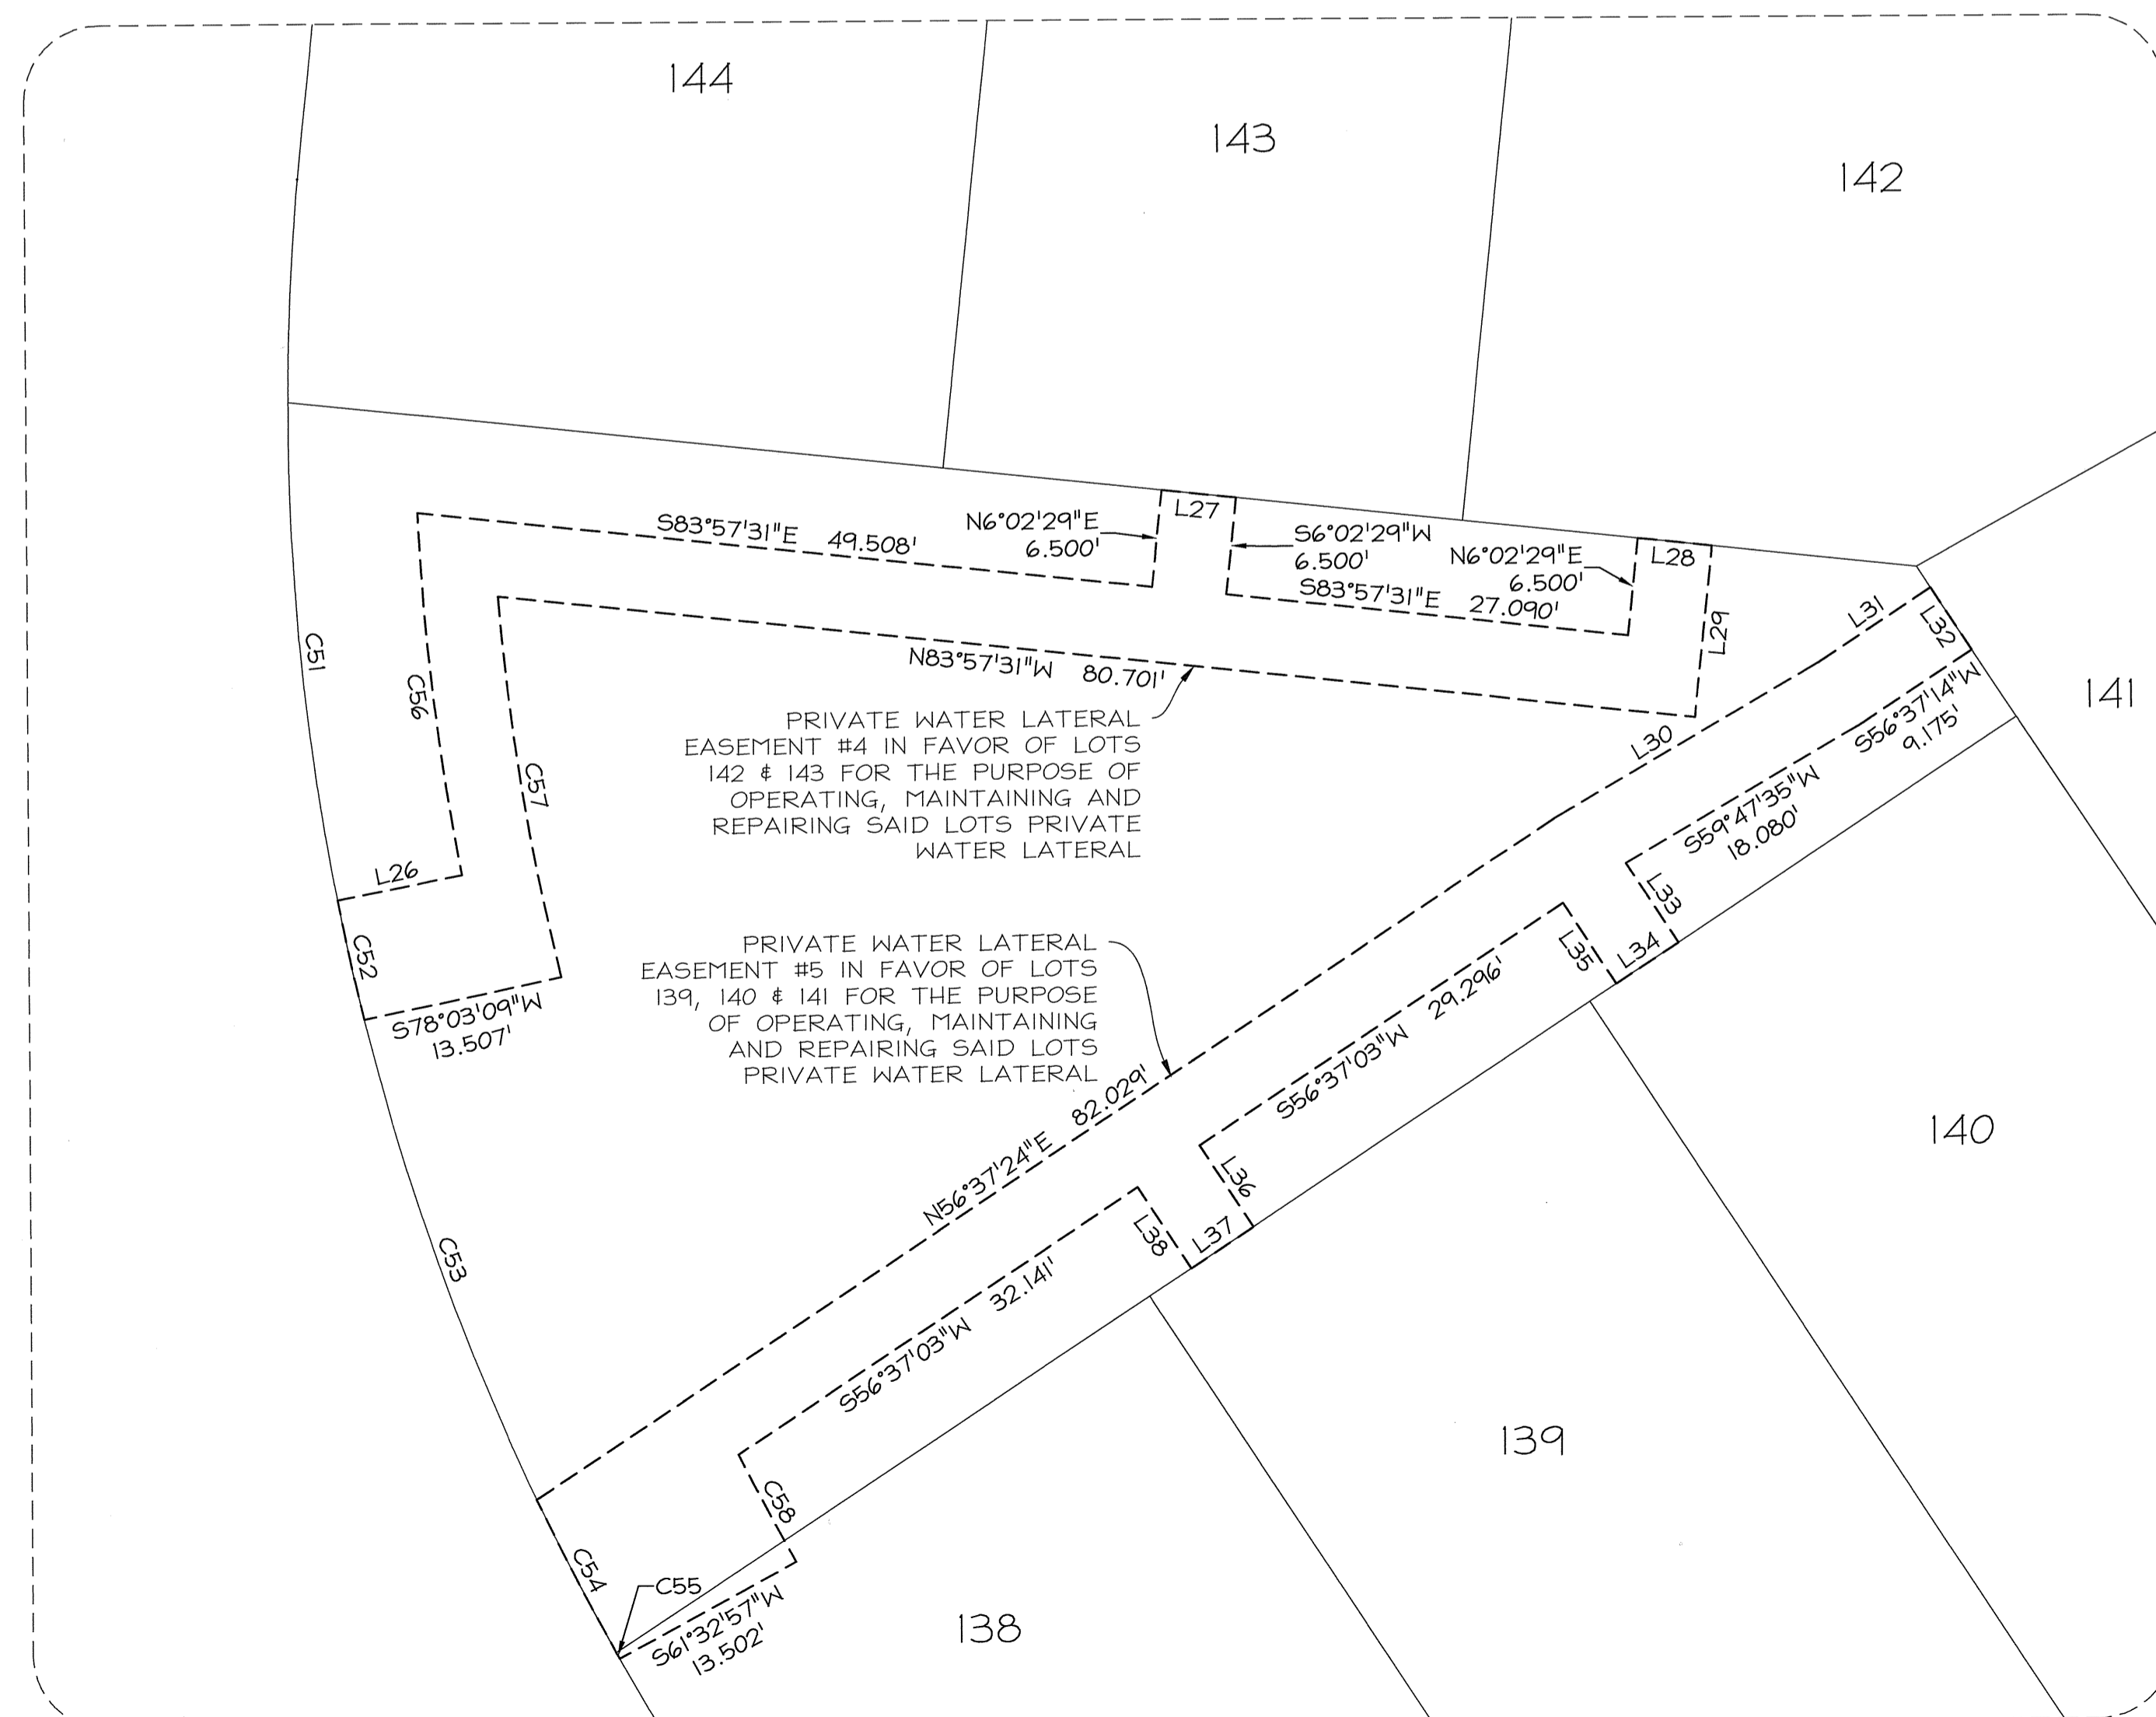 144
143
142
S83°57'31"E 49.508'
N6°02'29"E
6.500'
L27
S6°02'29"W
6.500'
N6°02'29"E
6.500'
L28
S83°57'31"E 27.090'
L29
L31
L32
C51
C56
N83°57'31"W 80.701'
141
S56°37'14"W
9.175'
L30
PRIVATE WATER LATERAL
EASEMENT #4 IN FAVOR OF LOTS
142 & 143 FOR THE PURPOSE OF
OPERATING, MAINTAINING AND
REPAIRING SAID LOTS PRIVATE
WATER LATERAL
C57
S59°47'35"W
18.080'
L26
L33
C52
L35
L34
S78°03'09"W
13.507'
PRIVATE WATER LATERAL
EASEMENT #5 IN FAVOR OF LOTS
139, 140 & 141 FOR THE PURPOSE
OF OPERATING, MAINTAINING
AND REPAIRING SAID LOTS
PRIVATE WATER LATERAL
S56°37'03"W 29.296'
N56°37'24"E 82.029'
140
L36
L38
L37
C53
S56°37'03"W 32.141'
139
C58
C54
C55
S61°32'57"W
13.502'
138